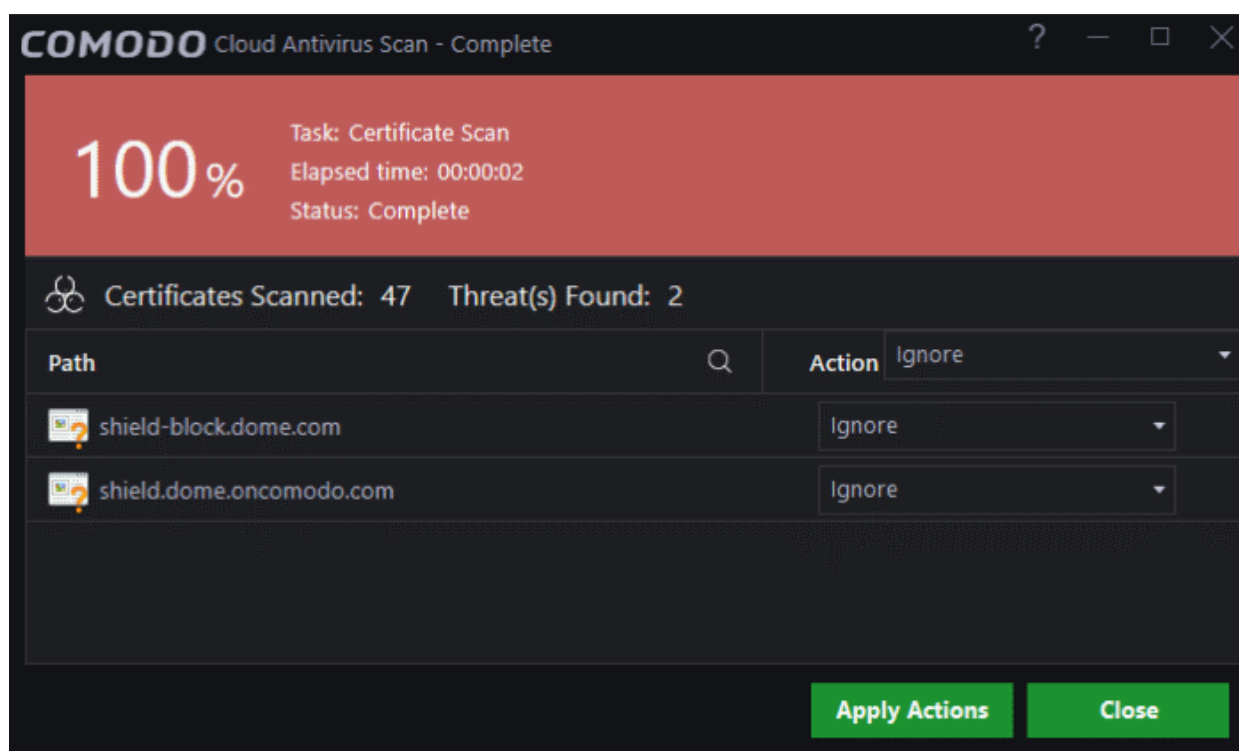 COMODO Cloud Antivirus Scan - Complete ?
100%
Task: Certificate Scan
Elapsed time: 00:00:02
Status: Complete
Certificates Scanned: 47 Threat(s) Found: 2
Path Action Ignore
shield-block.dome.com Ignore
shield.dome.oncomodo.com Ignore
Apply Actions Close